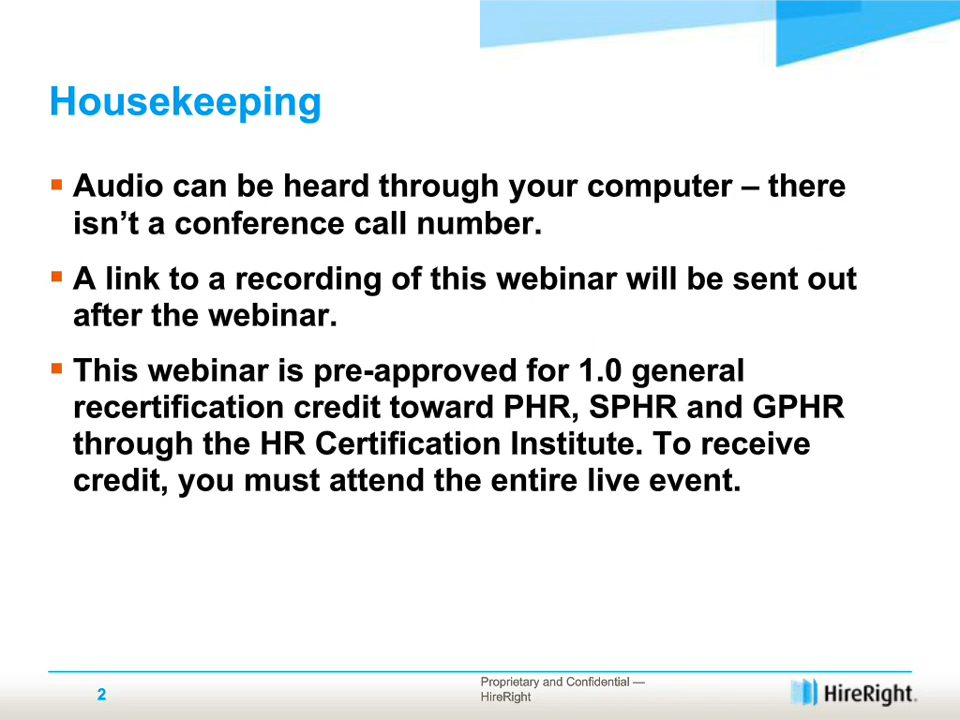 Housekeeping
▪ Audio can be heard through your computer – there
isn’t a conference call number.
▪ A link to a recording of this webinar will be sent out
after the webinar.
▪ This webinar is pre-approved for 1.0 general
recertification credit toward PHR, SPHR and GPHR
through the HR Certification Institute. To receive
credit, you must attend the entire live event.
2
Proprietary and Confidential —
HireRight
HireRight.